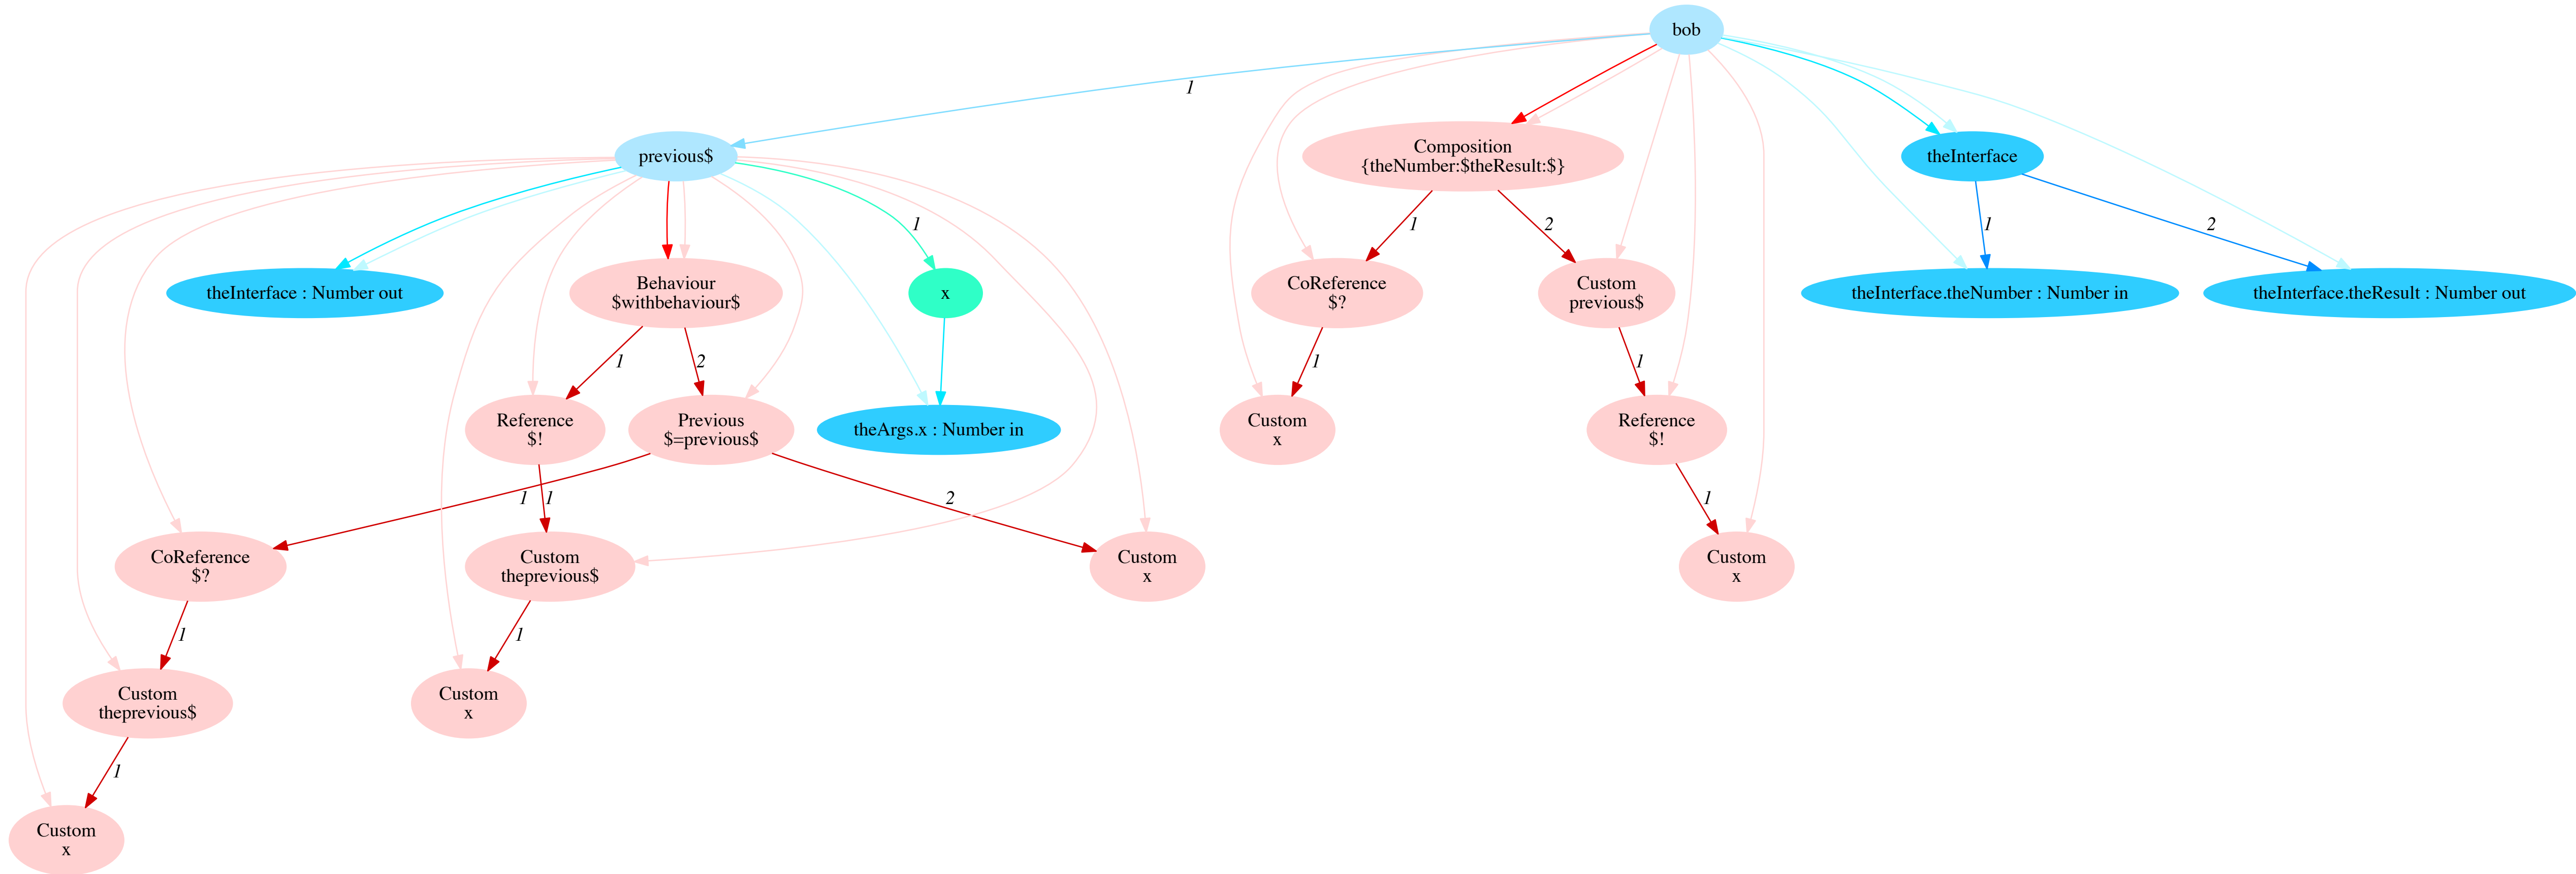 bob
1
previous$
Composition
{theNumber:$theResult:$}
theInterface
1
1
2
1
2
theInterface : Number out
Behaviour
$withbehaviour$
x
CoReference
$?
Custom
previous$
theInterface.theNumber : Number in
theInterface.theResult : Number out
1
2
1
1
Reference
$!
Previous
$=previous$
theArgs.x : Number in
Custom
x
Reference
$!
1
1
2
1
CoReference
$?
Custom
theprevious$
Custom
x
Custom
x
1
1
Custom
theprevious$
Custom
x
1
Custom
x